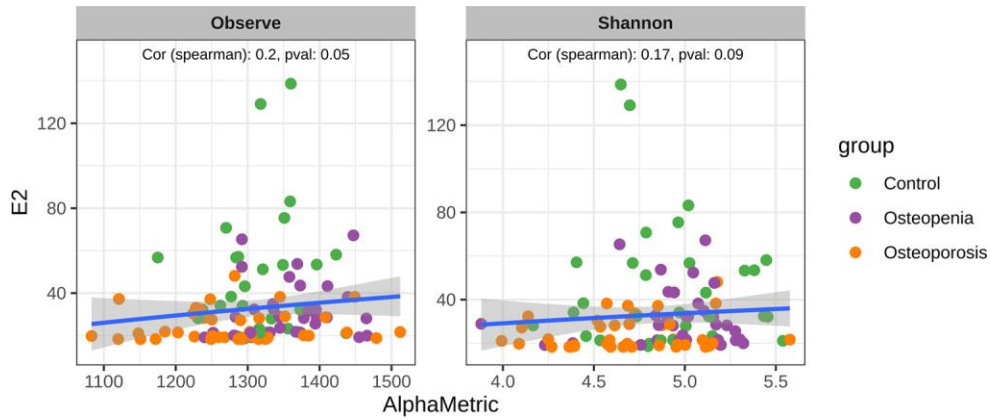 Observe
Shannon
Cor (spearman): 0.2, pval: 0.05
Cor (spearman): 0.17, pval: 0.09
120
80
40
120
80
40
E2
1100
1200
1300
1400
1500
4.0
4.5
5.0
5.5
AlphaMetric
group
Control
Osteopenia
Osteoporosis